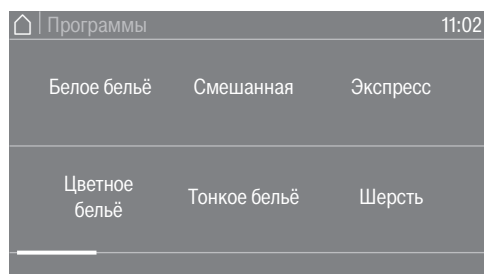 Программы 11:02
Белое бельё Смешанная Экспресс
Цветное
бельё Тонкое бельё Шерсть